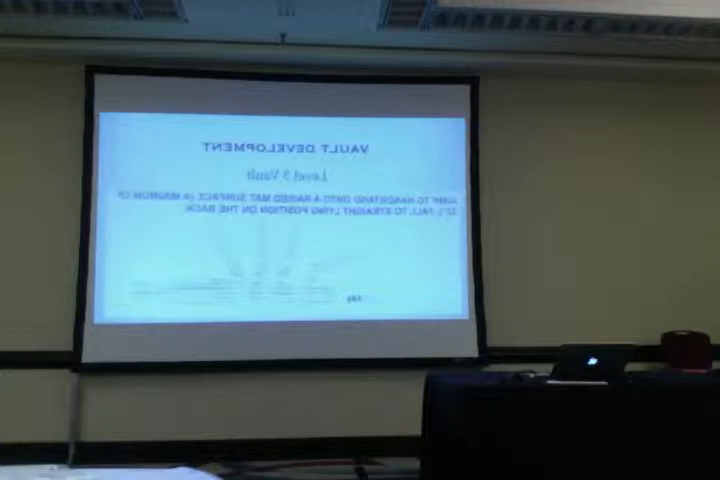 VAULT DEVELOPMENT
Level 3 Vault
JUMP TO HANDSTAND ONTO A RAISED MAT SURFACE (A MINIMUM OF
32") FALL TO STRAIGHT LYING POSITION ON THE BACK